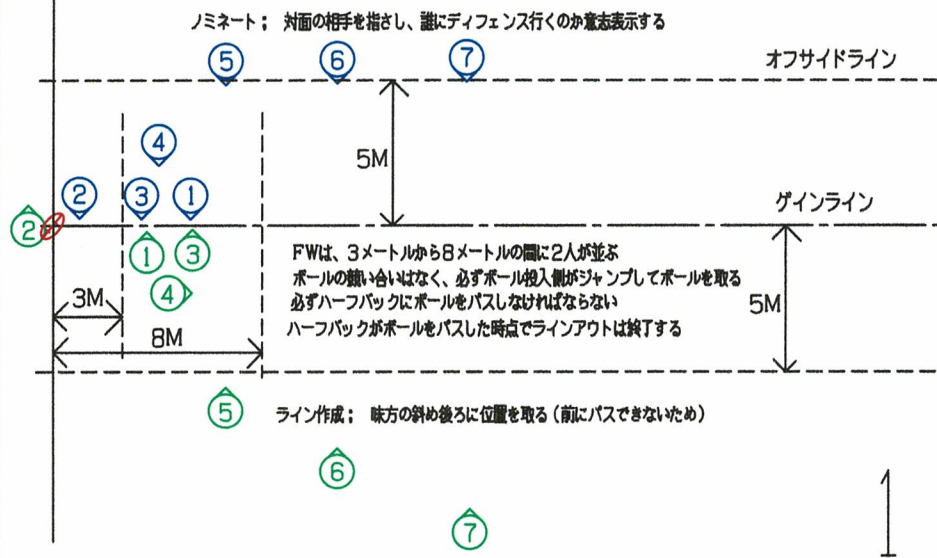 ノミネート; 対面の相手を指さし、誰にディフェンス行くのか意志表示する
5 6 7
オフサイドライン
4
5M
2 3 1
ゲインライン
2
1 3
FWは、3メートルから8メートルの間に2人が並ぶ
ボールの競い合いはなく、必ずボール投入側がジャンプしてボールを取る
4
必ずハーフバックにボールをパスしなければならない
3M
5M
ハーフバックがボールをパスした時点でラインアウトは終了する
8M
5
ライン作成; 味方の斜め後ろに位置を取る(前にパスできないため)
6
7